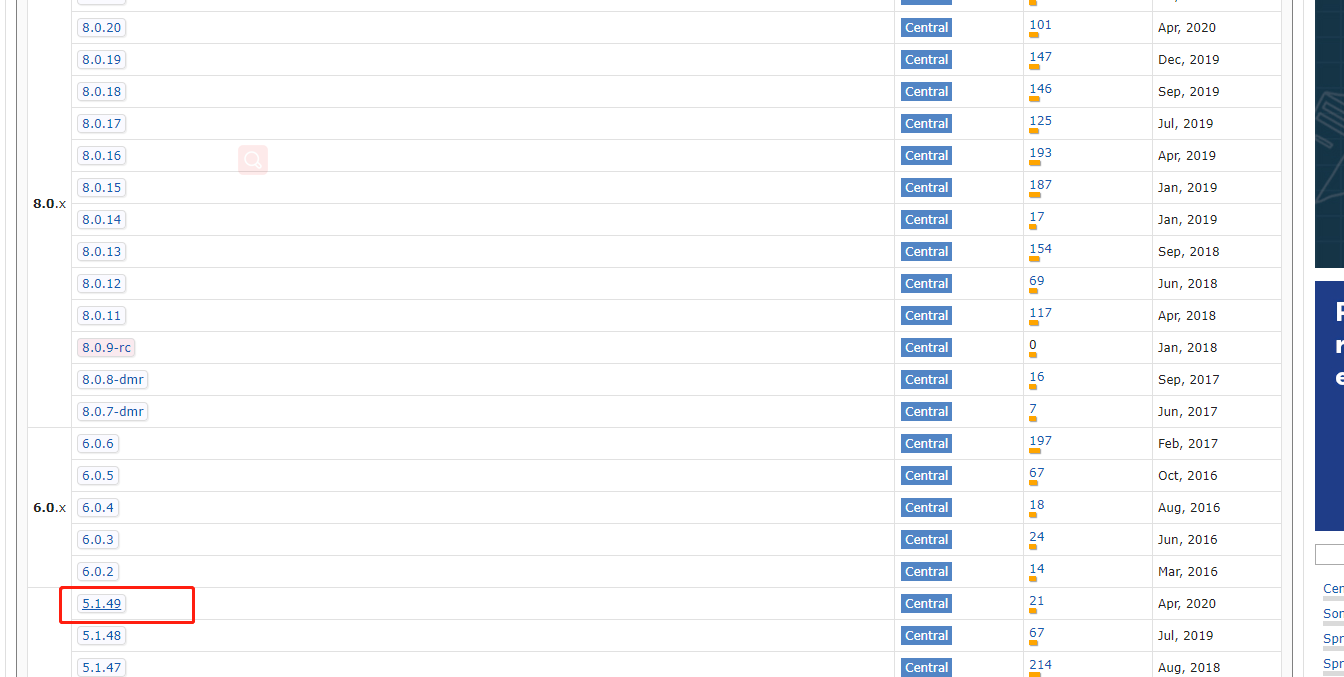 8.0.20 Central 101 Apr, 2020
8.0.19 Central 147 Dec, 2019
8.0.18 Central 146 Sep, 2019
8.0.17 Central 125 Jul, 2019
8.0.16 Central 193 Apr, 2019
8.0.15 Central 187 Jan, 2019
8.0.x
8.0.14 Central 17 Jan, 2019
8.0.13 Central 154 Sep, 2018
8.0.12 Central 69 Jun, 2018
8.0.11 Central 117 Apr, 2018
8.0.9-rc Central 0 Jan, 2018
8.0.8-dmr Central 16 Sep, 2017
8.0.7-dmr Central 7 Jun, 2017
6.0.6 Central 197 Feb, 2017
6.0.5 Central 67 Oct, 2016
6.0.x 6.0.4 Central 18 Aug, 2016
6.0.3 Central 24 Jun, 2016
6.0.2 Central 14 Mar, 2016
5.1.49 Central 21 Apr, 2020
5.1.48 Central 67 Jul, 2019
5.1.47 Central 214 Aug, 2018